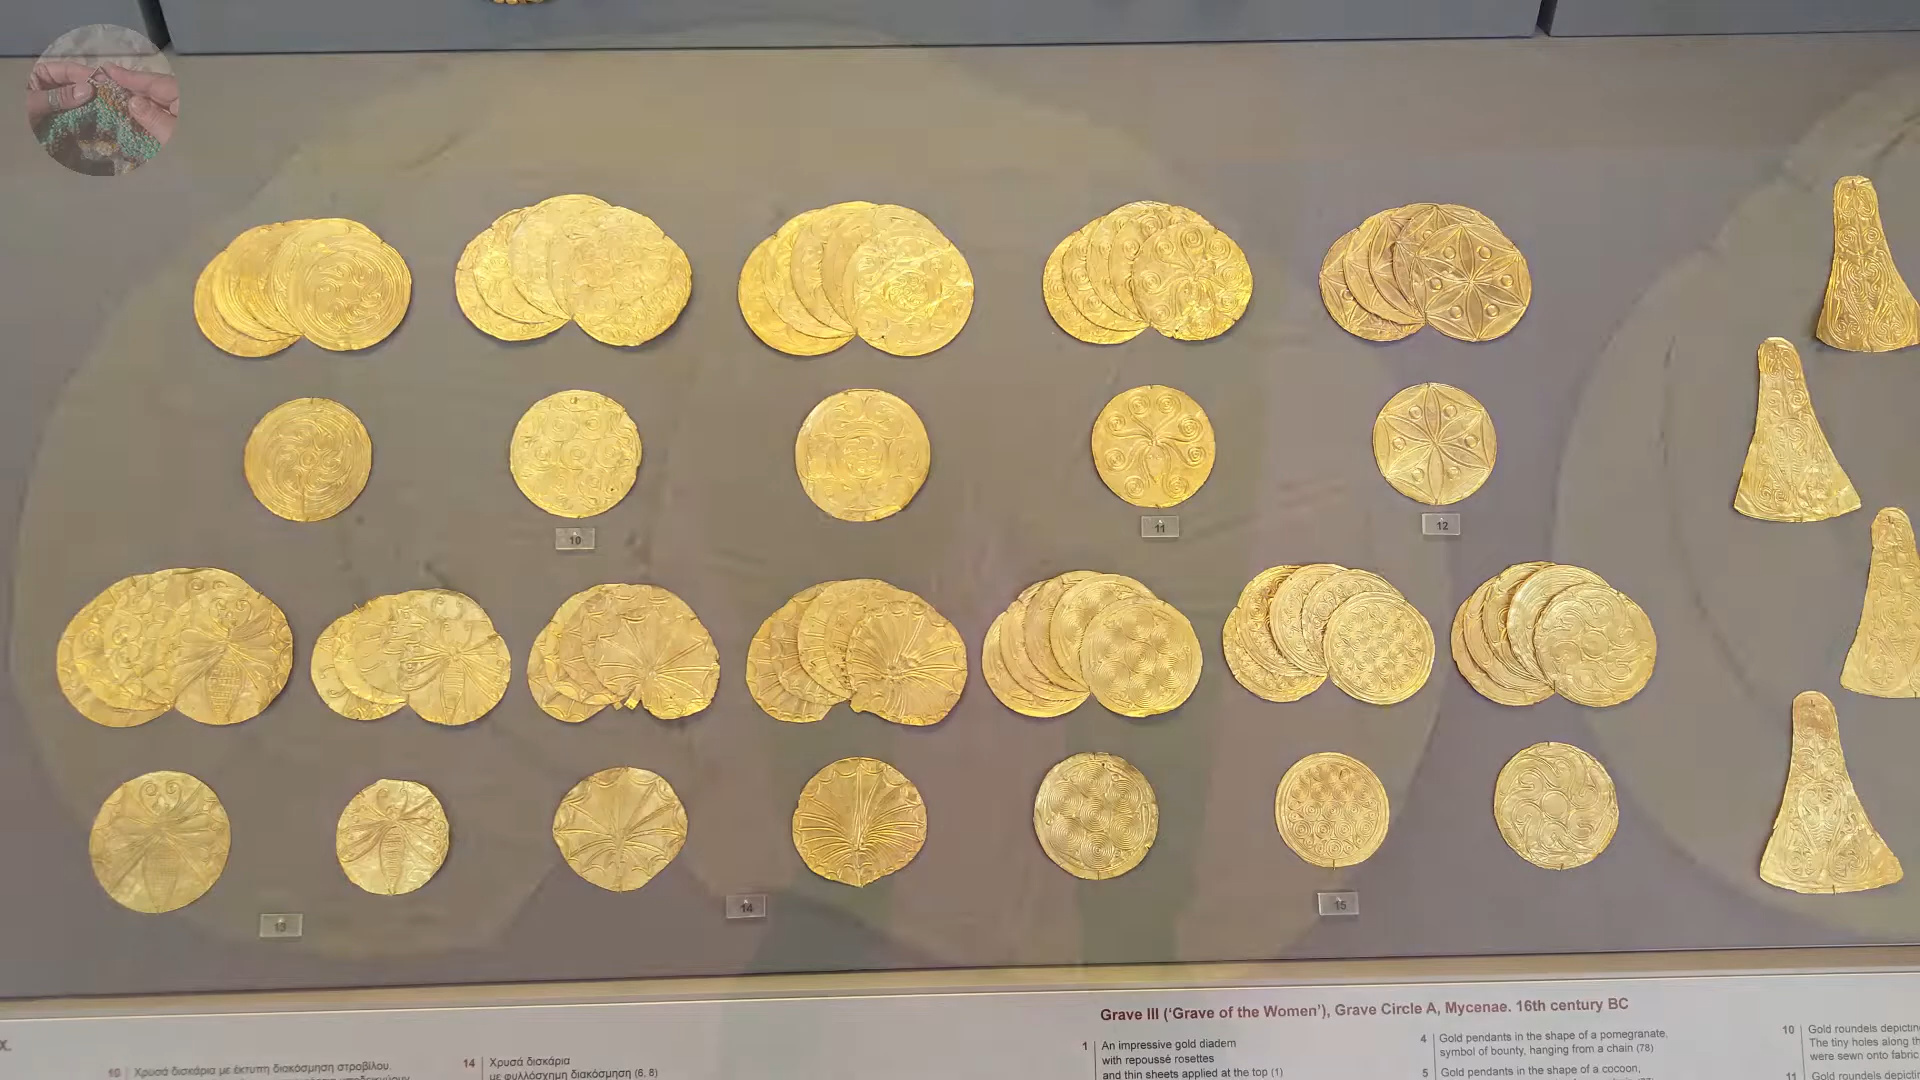 10
11
12
13
14
15
Grave III (‘Grave of the Women’), Grave Circle A, Mycenae. 16th century BC
χ.
10 Χρυσά δισκάρια με έκτυπη διακόσμηση στροβίλου.
14 Χρυσά δισκάρια
με φυλλόσχημη διακόσμηση (6, 8)
1 An impressive gold diadem
with repoussé rosettes
and thin sheets applied at the top (1)
4 Gold pendants in the shape of a pomegranate,
symbol of bounty, hanging from a chain (78)
5 Gold pendants in the shape of a cocoon,
10 Gold roundels
The tiny holes along
were sewn onto fabric
11 Gold roundels